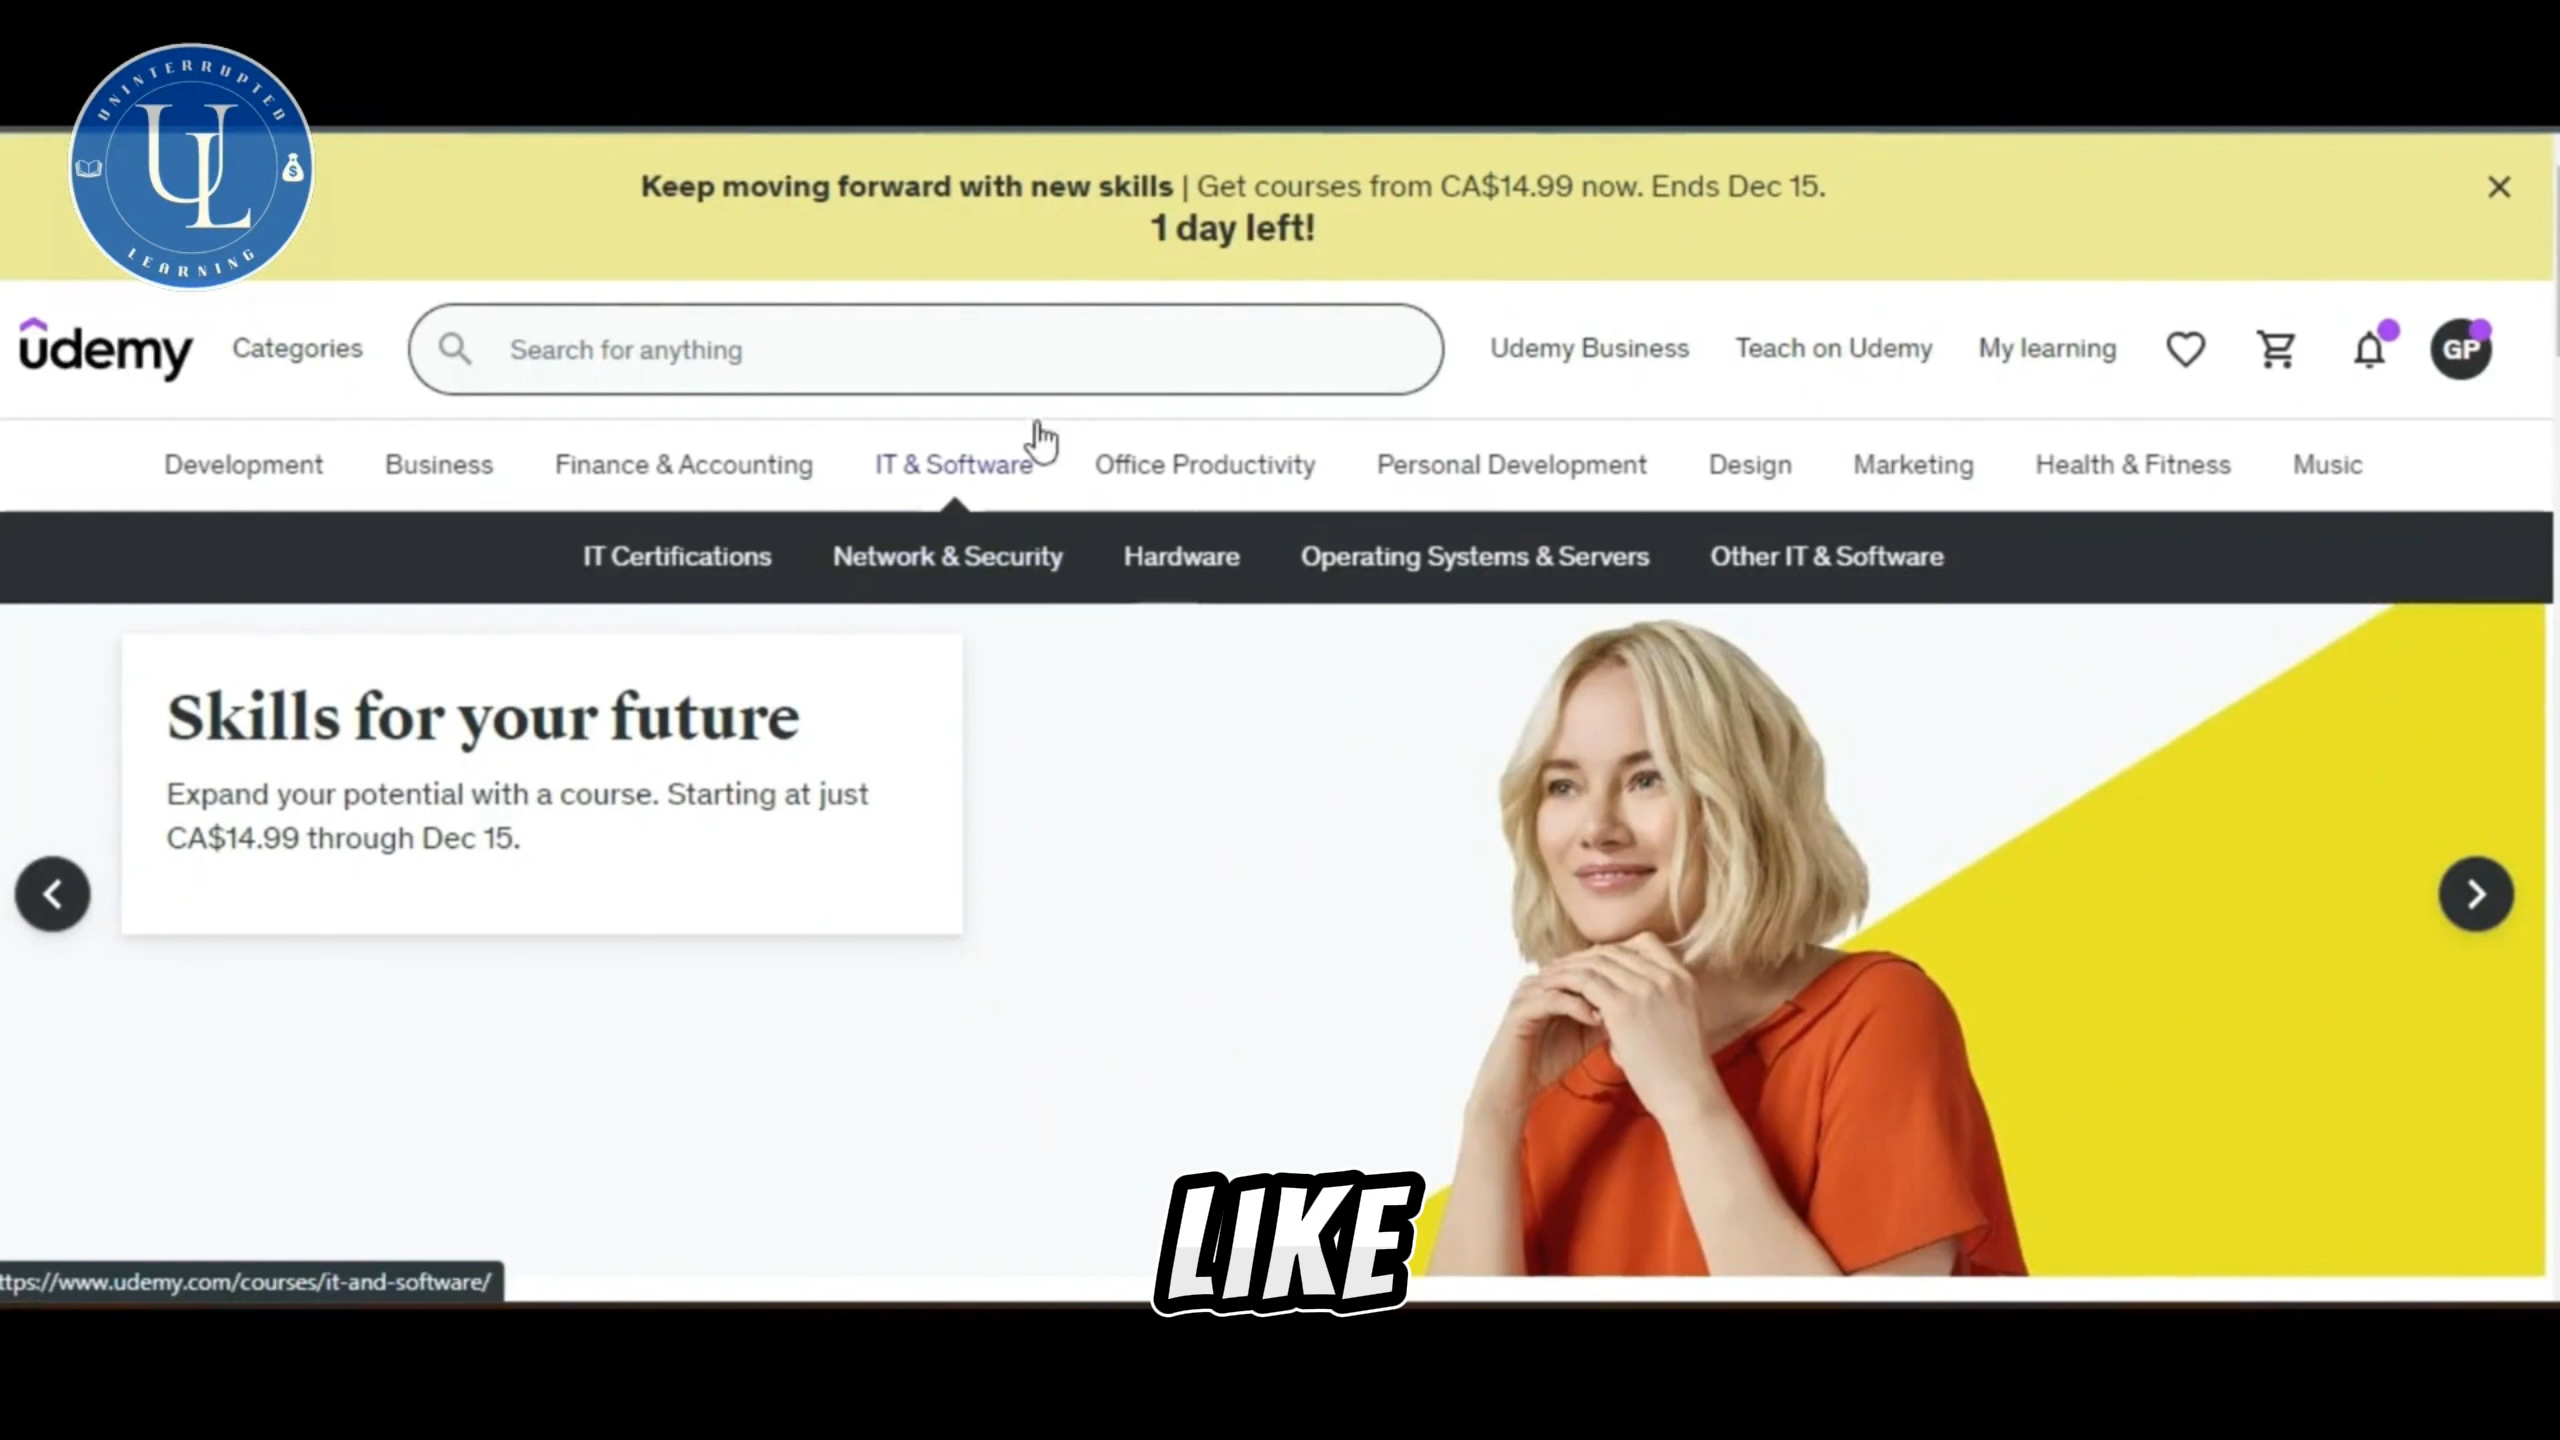 UNINTERRUPTED
UL
$
LEARNING
Keep moving forward with new skills | Get courses from CA$14.99 now. Ends Dec 15.
1 day left!
udemy
Categories
Search for anything
Udemy Business
Teach on Udemy
My learning
GP
Development
Business
Finance & Accounting
IT & Software
Office Productivity
Personal Development
Design
Marketing
Health & Fitness
Music
IT Certifications
Network & Security
Hardware
Operating Systems & Servers
Other IT & Software
Skills for your future
Expand your potential with a course. Starting at just
CA$14.99 through Dec 15.
LIKE
ttps://www.udemy.com/courses/it-and-software/